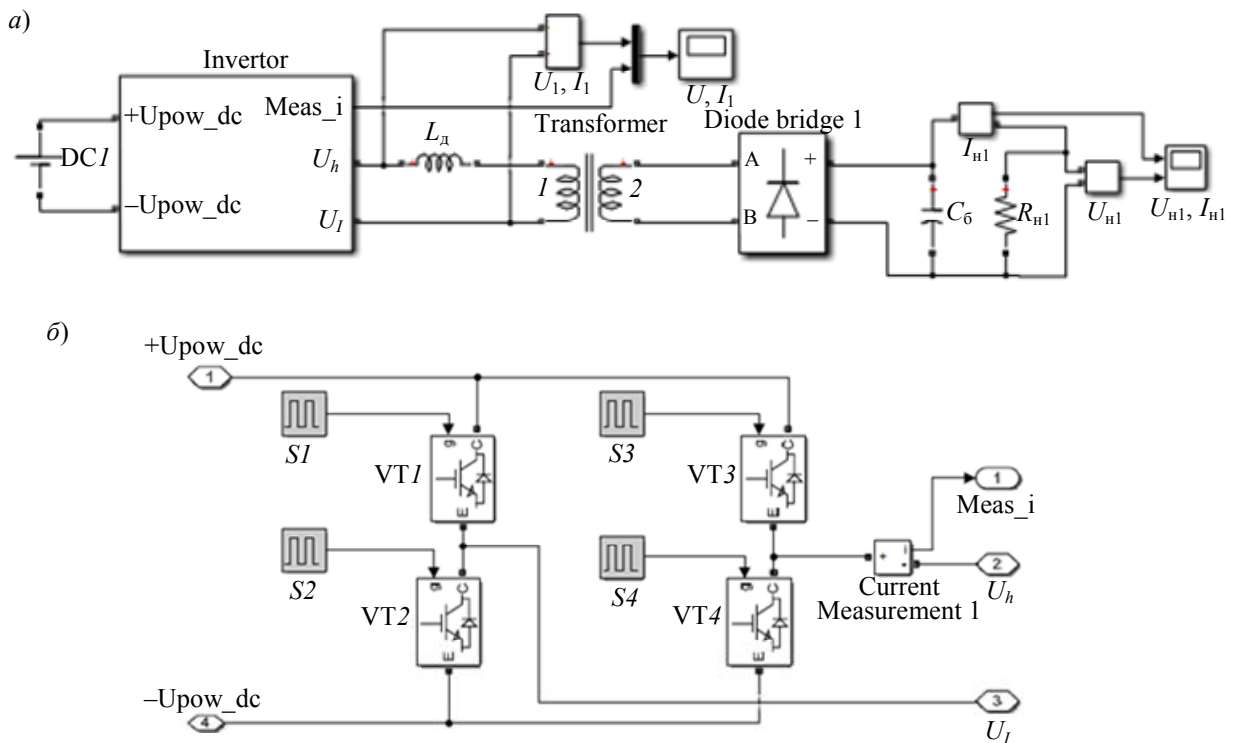 а)
Invertor
U1, I1
U, I1
+Upow_dc
Meas_i
Transformer
Diode bridge 1
DC1
Lд
Uh
1
2
A
+
Iн1
–Upow_dc
UI
B
–
Cб
Rн1
Uн1
Uн1, Iн1
б)
+Upow_dc
1
S1
g
C
VT1
E
S3
g
C
VT3
E
1
Meas_i
S2
g
C
VT2
E
S4
g
C
VT4
E
+
i
-
Current
Measurement 1
2
Uh
–Upow_dc
4
3
UI